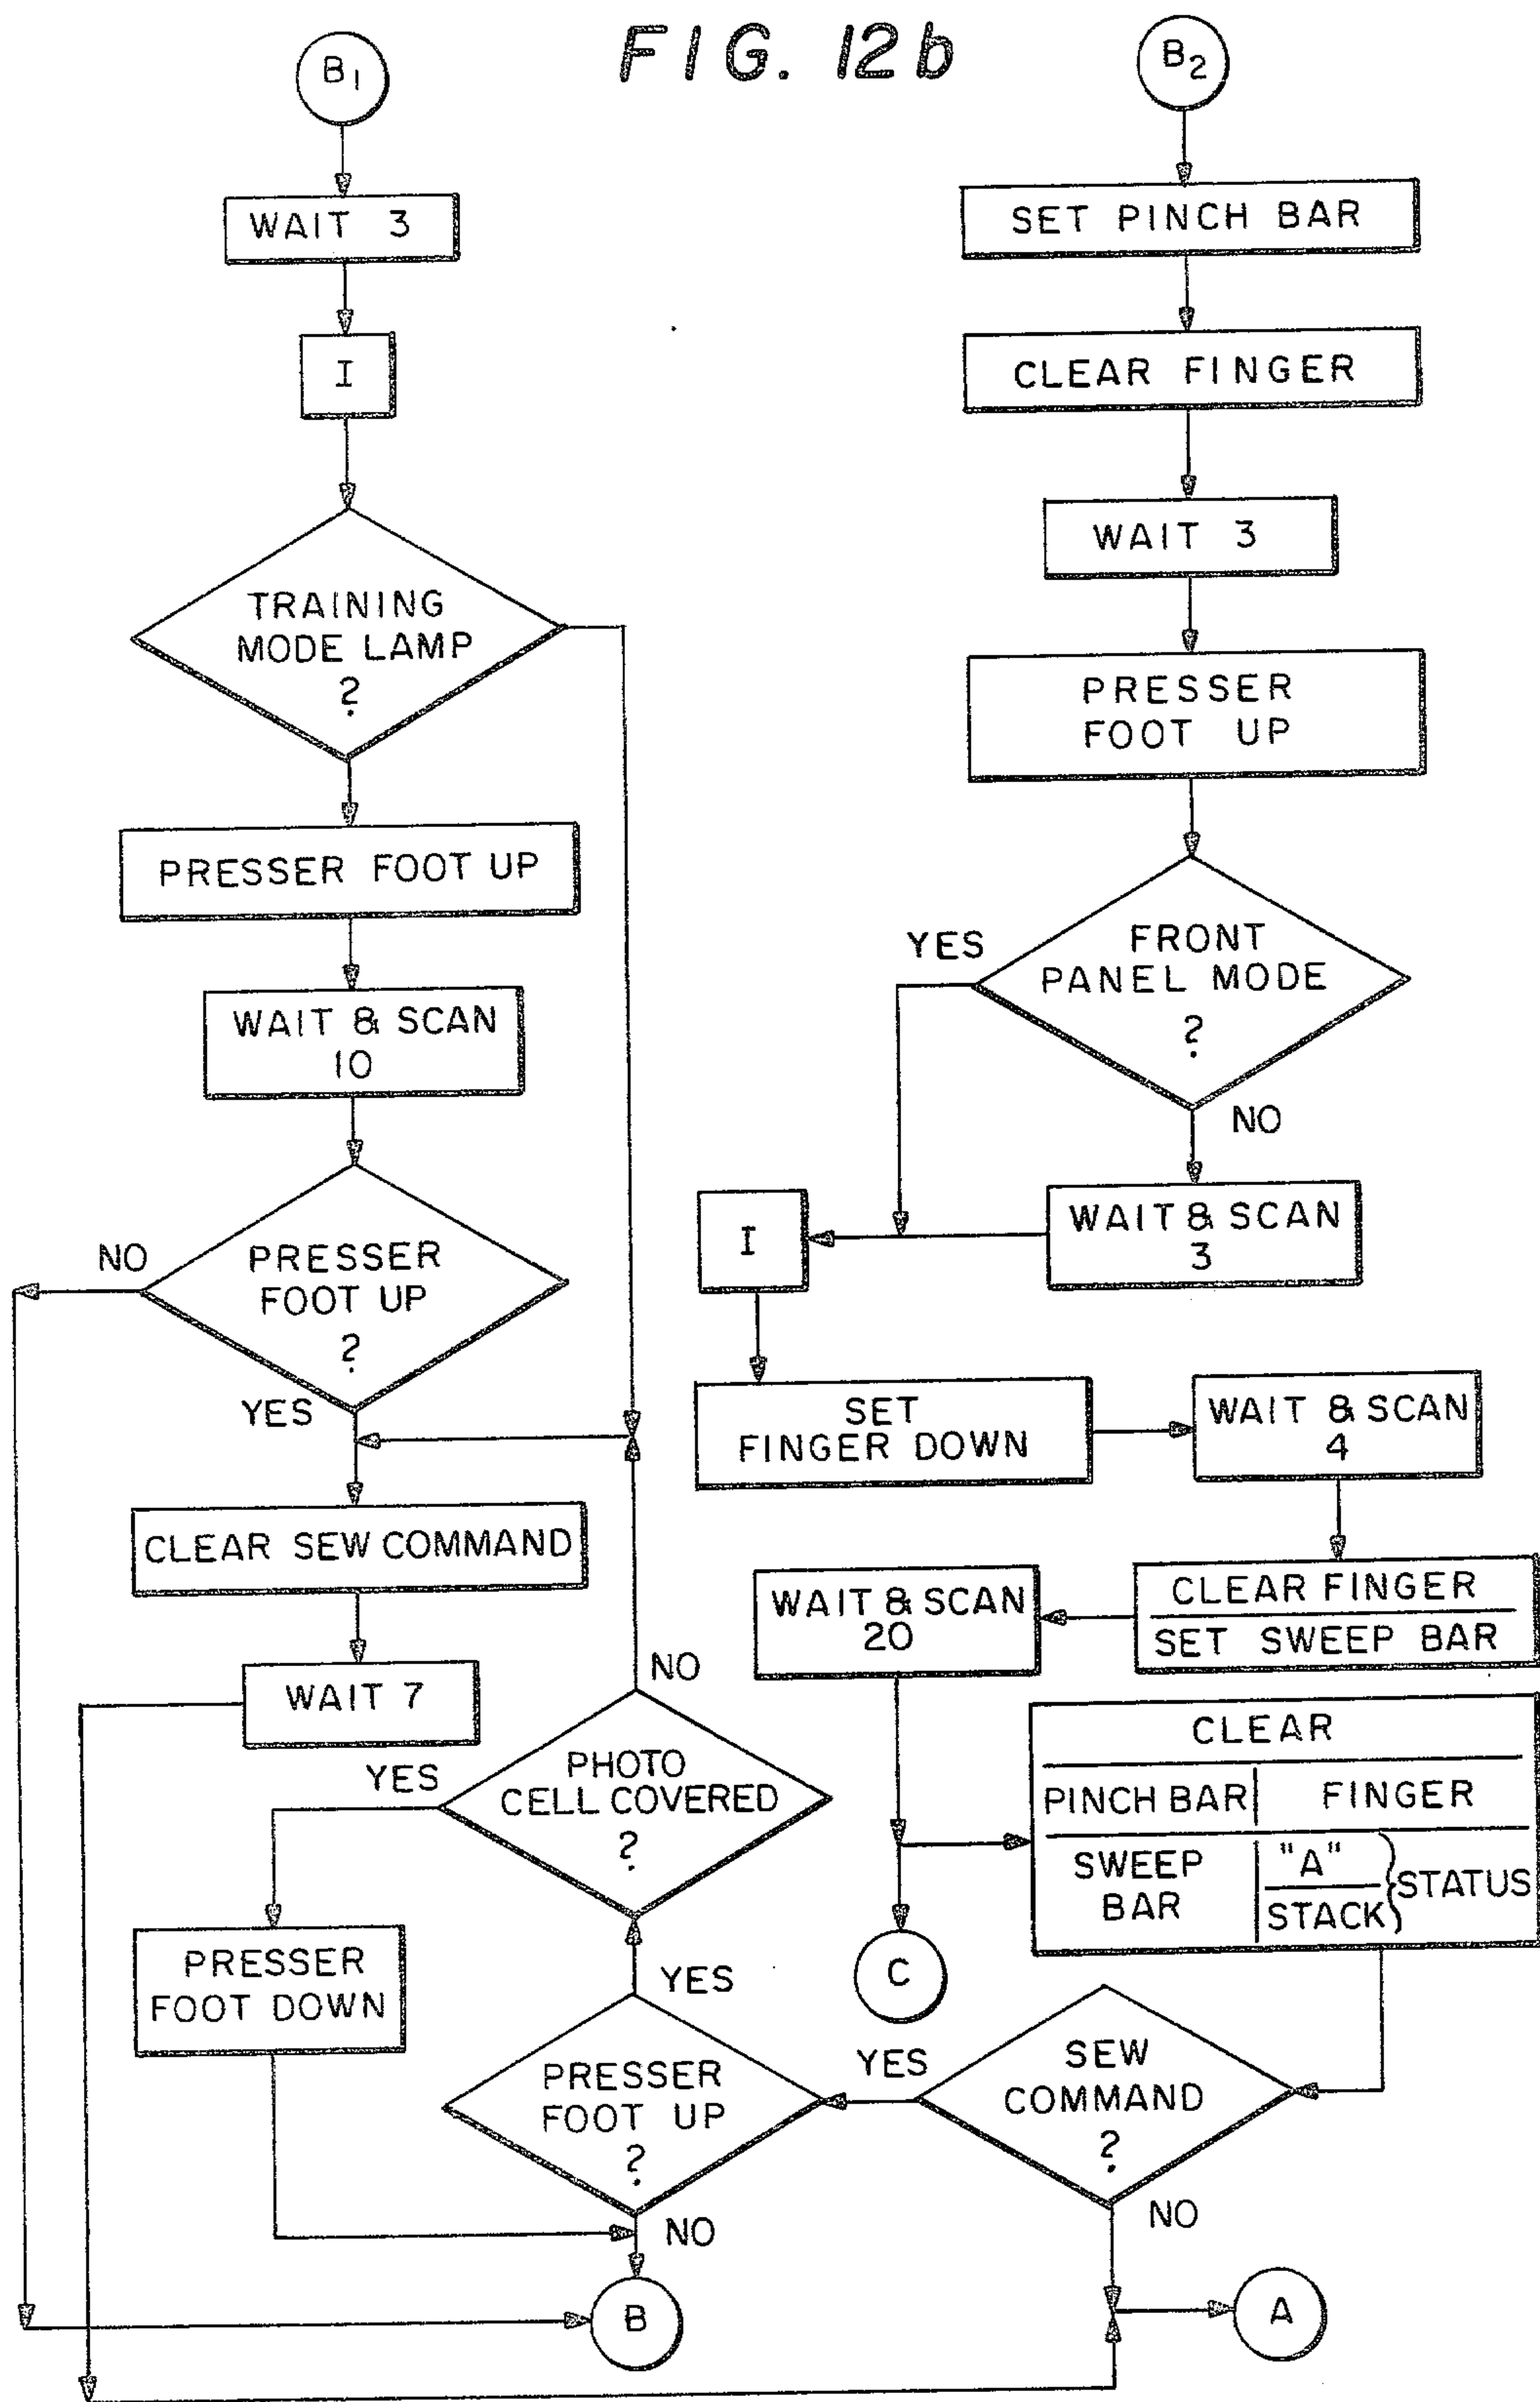 FIG. 12b
B1
WAIT 3
I
TRAINING
MODE LAMP
?
PRESSER FOOT UP
WAIT & SCAN
10
NO
PRESSER
FOOT UP
?
YES
CLEAR SEW COMMAND
WAIT 7
NO
PHOTO
CELL COVERED
?
YES
PRESSER
FOOT DOWN
YES
PRESSER
FOOT UP
?
NO
B
B2
SET PINCH BAR
CLEAR FINGER
WAIT 3
PRESSER
FOOT UP
YES
FRONT
PANEL MODE
?
NO
WAIT & SCAN
3
I
SET
FINGER DOWN
WAIT & SCAN
4
CLEAR FINGER
SET SWEEP BAR
WAIT & SCAN
20
CLEAR
PINCH BAR FINGER
SWEEP
BAR
"A"
STACK
STATUS
C
YES
SEW
COMMAND
?
NO
A